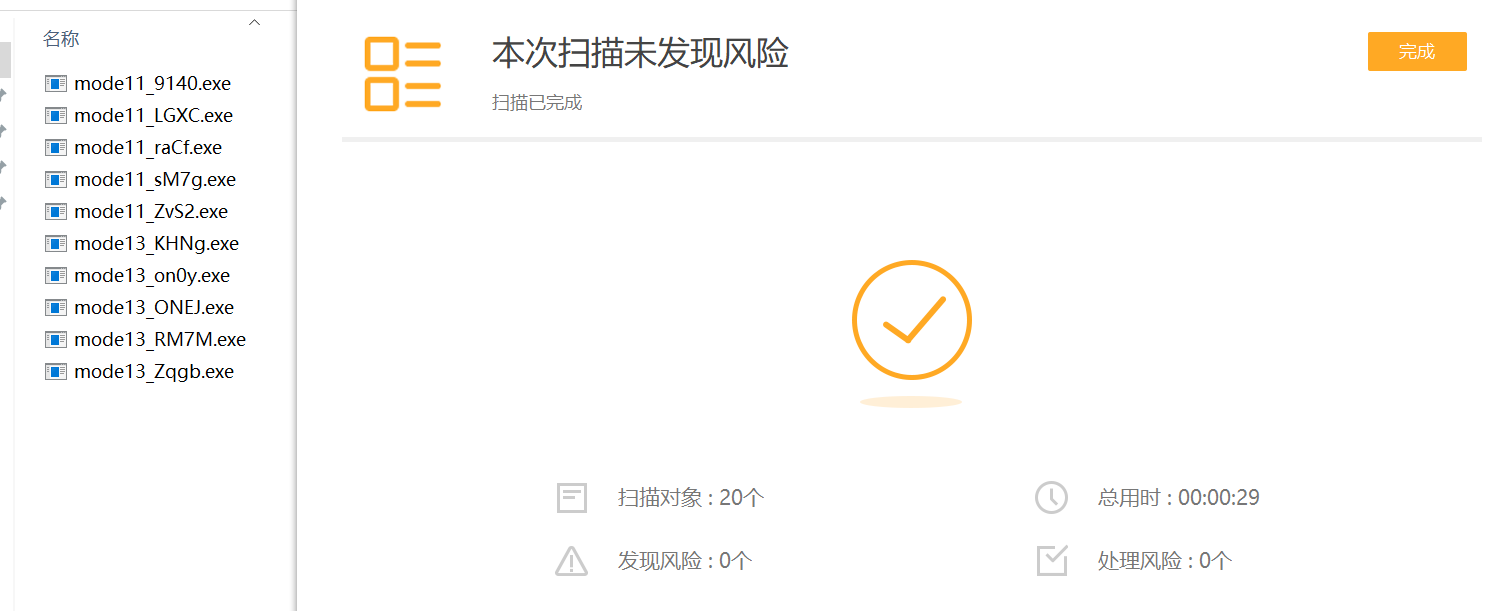 名称
mode11_9140.exe
mode11_LGXC.exe
mode11_raCf.exe
mode11_sM7g.exe
mode11_ZvS2.exe
mode13_KHNg.exe
mode13_on0y.exe
mode13_ONEJ.exe
mode13_RM7M.exe
mode13_Zqgb.exe
本次扫描未发现风险
扫描已完成
完成
扫描对象 : 20个
总用时 : 00:00:29
发现风险 : 0个
处理风险 : 0个